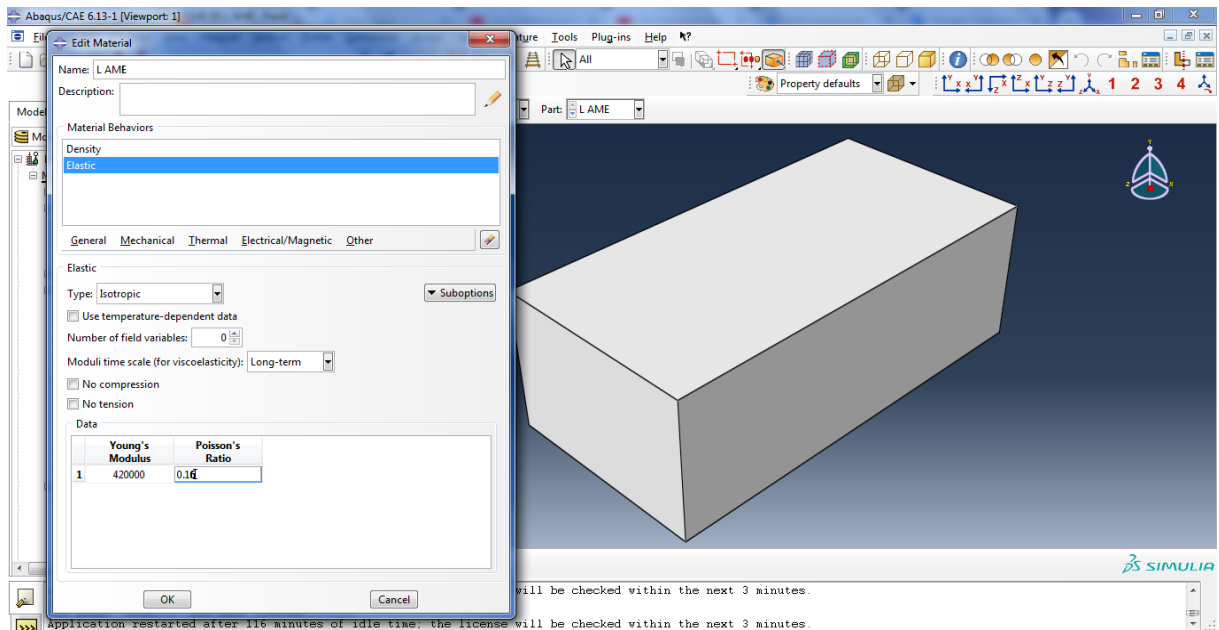 Abaqus/CAE 6.13-1 [Viewport: 1]
Tools Plug-ins Help
Edit Material
Name: L AME
Description:
All
Property defaults
1 2 3 4
Part: L AME
Material Behaviors
Density
Elastic
General Mechanical Thermal Electrical/Magnetic Other
Elastic
Type: Isotropic
Suboptions
Use temperature-dependent data
Number of field variables: 0
Moduli time scale (for viscoelasticity): Long-term
No compression
No tension
Data
Young's Modulus
Poisson's Ratio
1 420000 0.16
OK Cancel
SIMULIA
will be checked within the next 3 minutes.
Application restarted after 116 minutes of idle time; the license will be checked within the next 3 minutes.